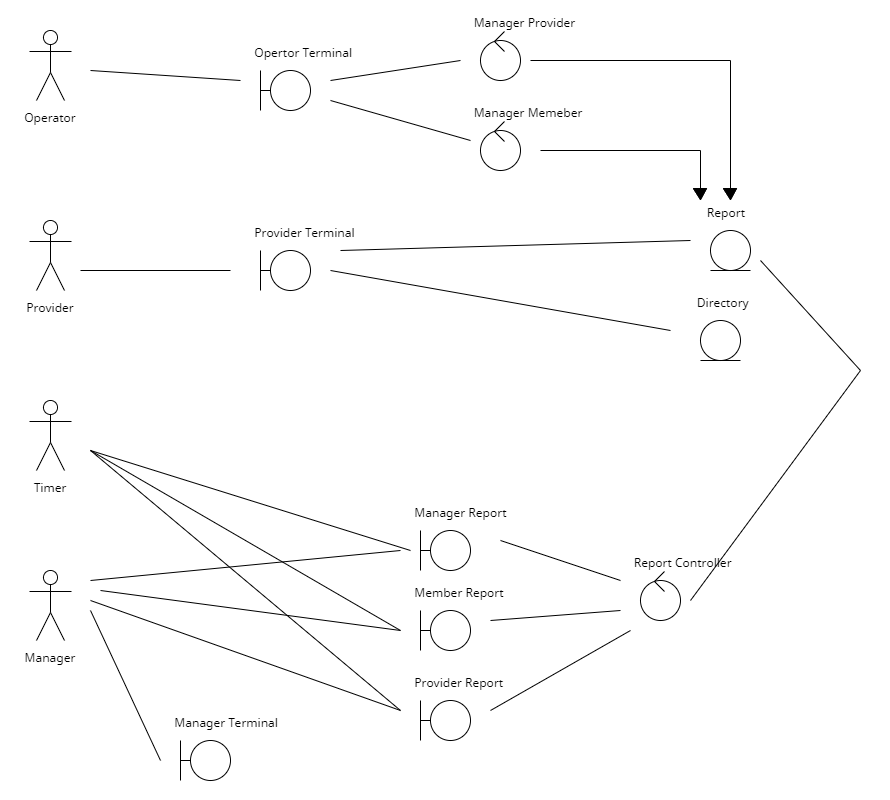 Manager Provider
Opertor Terminal
Operator
Manager Memeber
Report
Provider Terminal
Provider
Directory
Timer
Manager Report
Report Controller
Member Report
Manager
Provider Report
Manager Terminal